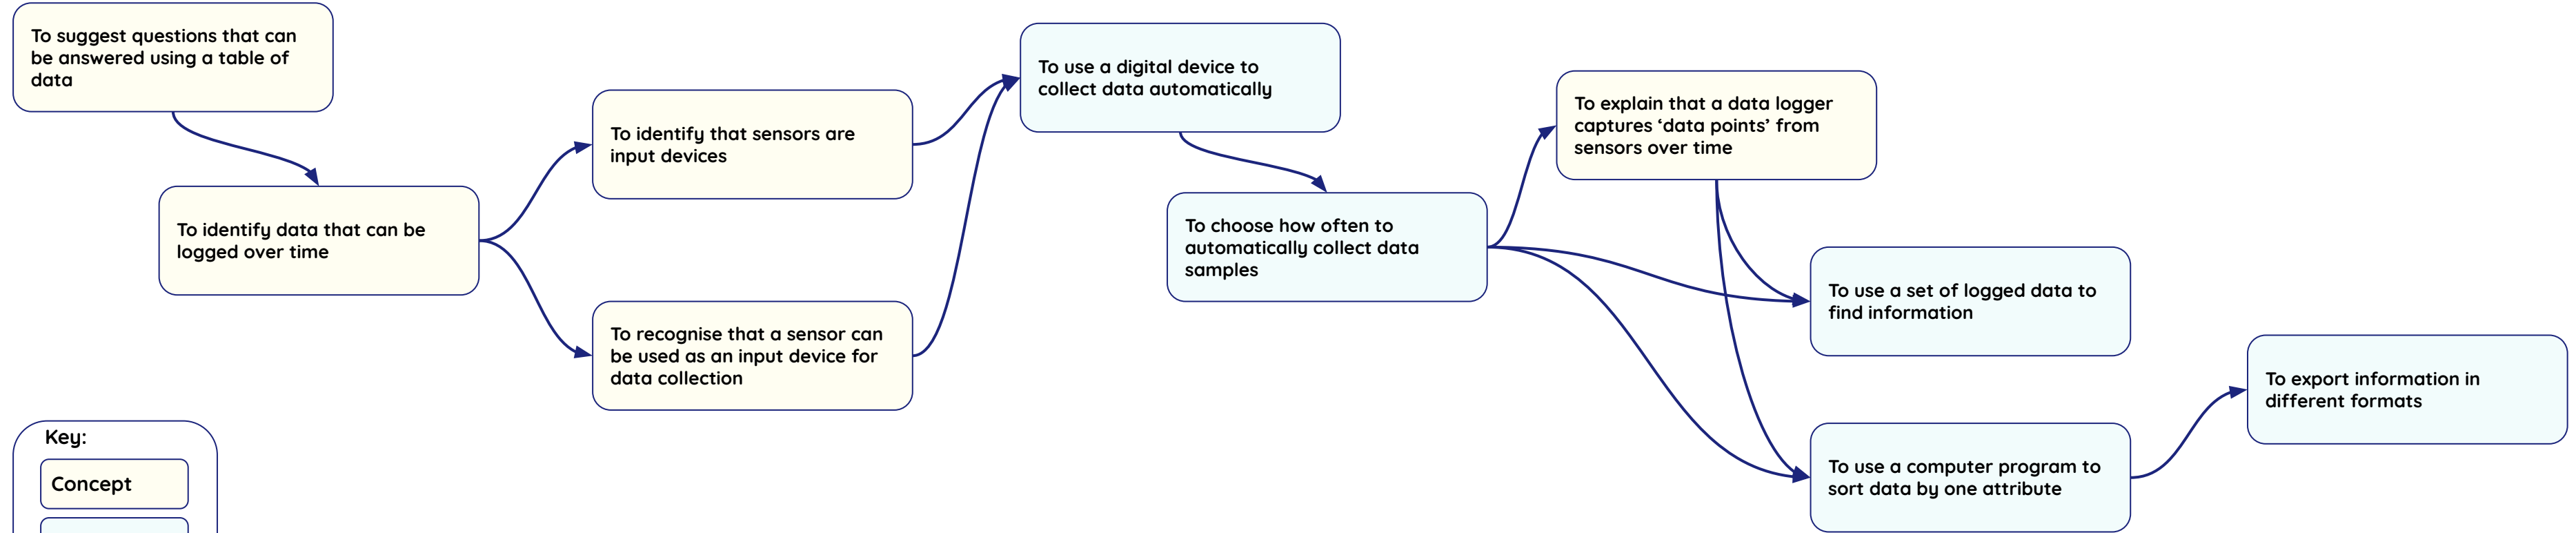 To suggest questions that can
be answered using a table of
data
To identify data that can be
logged over time
To identify that sensors are
input devices
To recognise that a sensor can
be used as an input device for
data collection
To use a digital device to
collect data automatically
To choose how often to
automatically collect data
samples
To explain that a data logger
captures ‘data points’ from
sensors over time
To use a set of logged data to
find information
To use a computer program to
sort data by one attribute
To export information in
different formats
Key:
Concept